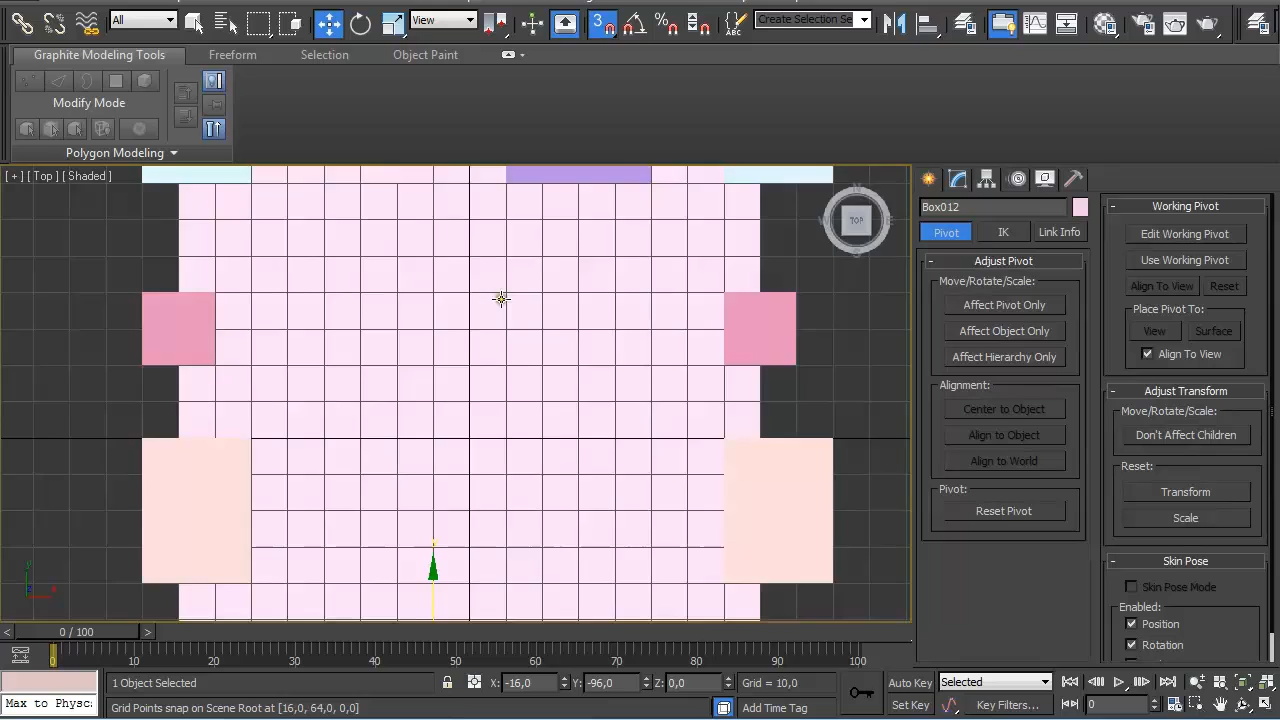 All
View
Create Selection Se
3
%
ABC
Graphite Modeling Tools
Freeform
Selection
Object Paint
Modify Mode
Polygon Modeling
[ + ] [ Top ] [ Shaded ]
TOP
Box012
Pivot
IK
Link Info
- Adjust Pivot
Move/Rotate/Scale:
Affect Pivot Only
Affect Object Only
Affect Hierarchy Only
Alignment:
Center to Object
Align to Object
Align to World
Pivot:
Reset Pivot
- Working Pivot
Edit Working Pivot
Use Working Pivot
Align To View
Reset
Place Pivot To:
View
Surface
Align To View
- Adjust Transform
Move/Rotate/Scale:
Don't Affect Children
Reset:
Transform
Scale
- Skin Pose
Skin Pose Mode
Enabled:
Position
Rotation
y
x
< 0 / 100 >
0 10 20 30 40 50 60 70 80 90 100
Max to Physc:
1 Object Selected
X: -16,0
Y: -96,0
Z: 0,0
Grid = 10,0
Auto Key
Selected
Grid Points snap on Scene Root at [16,0, 64,0, 0,0]
Add Time Tag
Set Key
Key Filters...
0